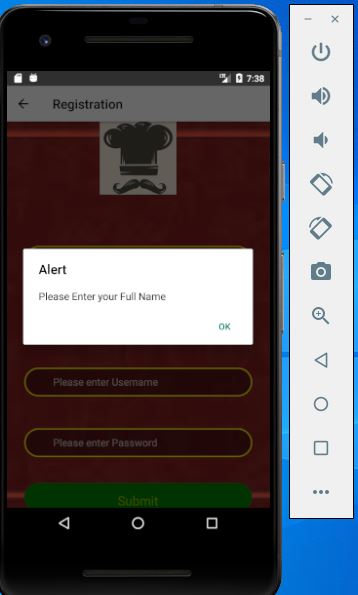 7:38
Registration
Alert
Please Enter your Full Name
OK
Please enter Username
Please enter Password
Submit